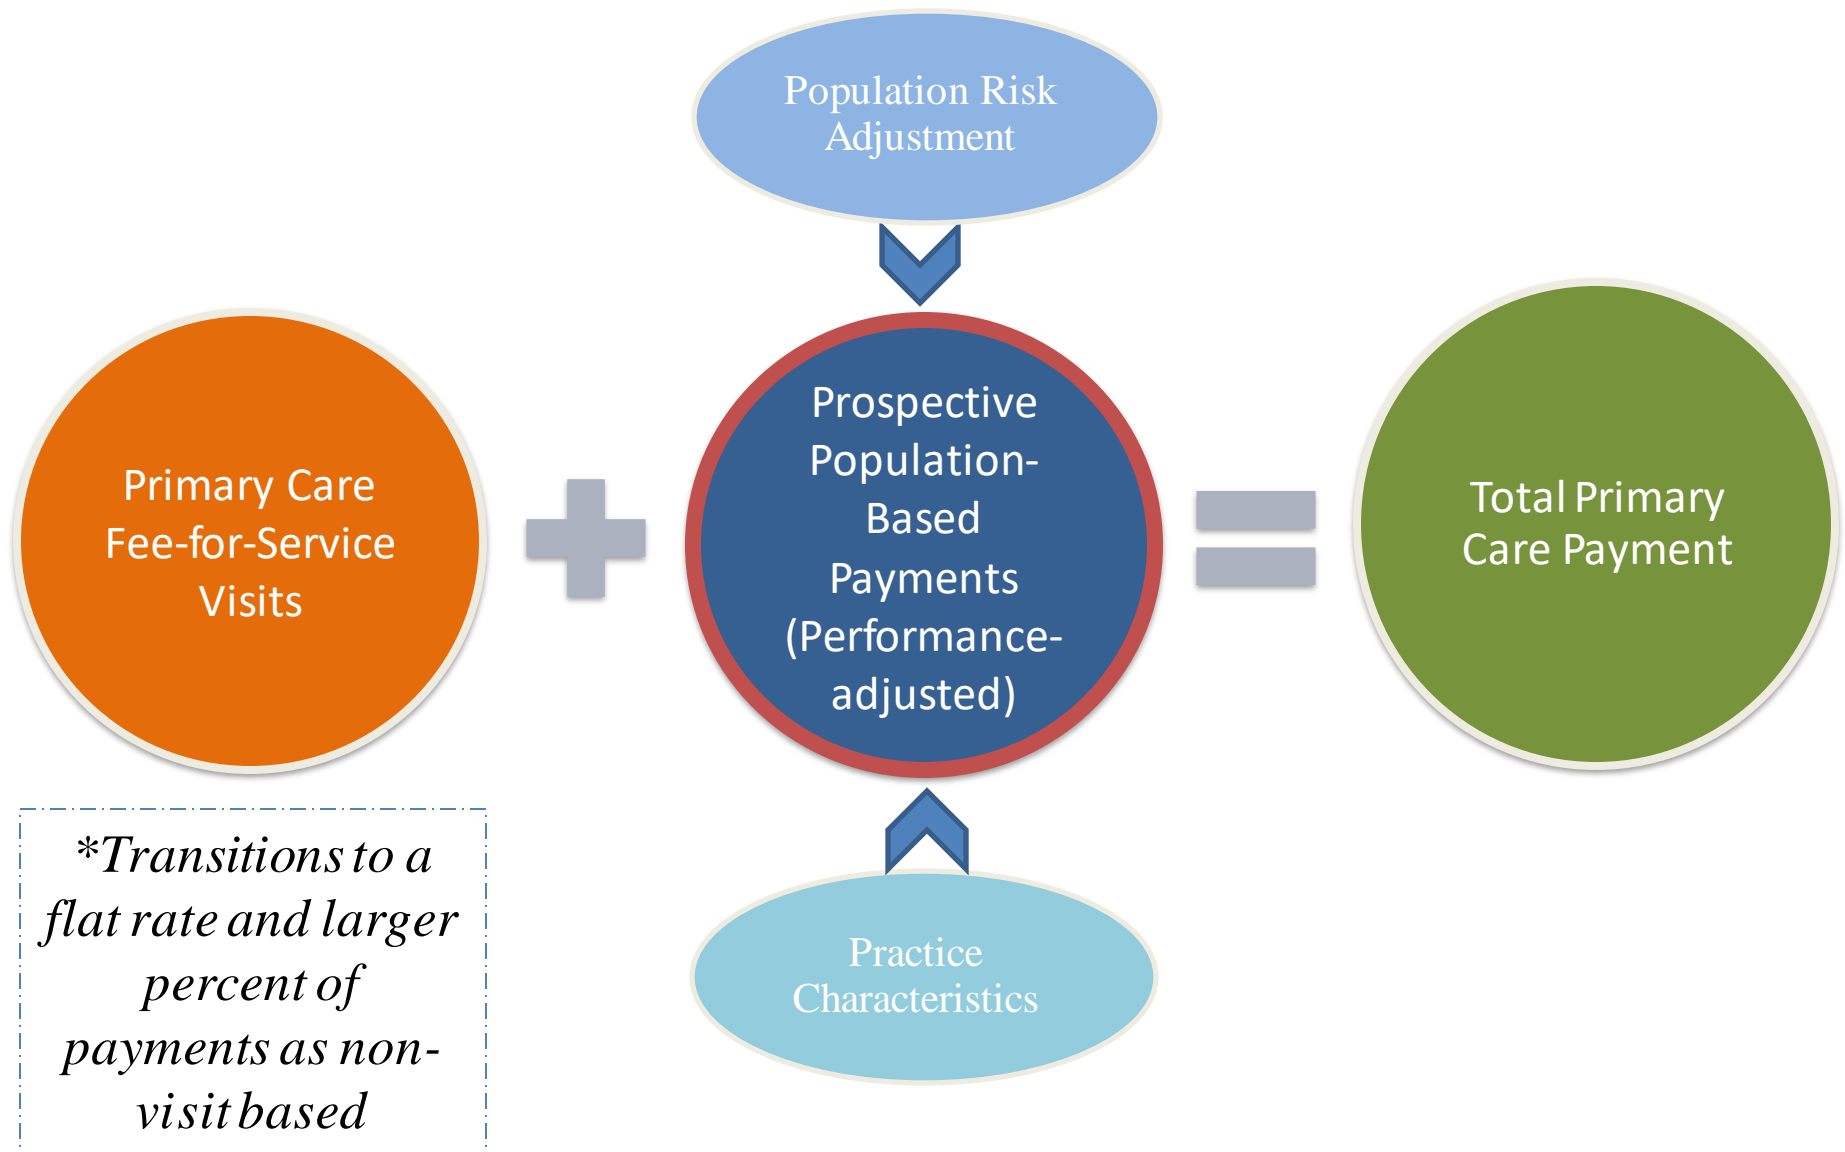 Population Risk
Adjustment
Primary Care
Fee-for-Service
Visits
Prospective
Population-
Based
Payments
(Performance-
adjusted)
Total Primary
Care Payment
*Transitions to a
flat rate and larger
percent of
payments as non-
visit based
Practice
Characteristics